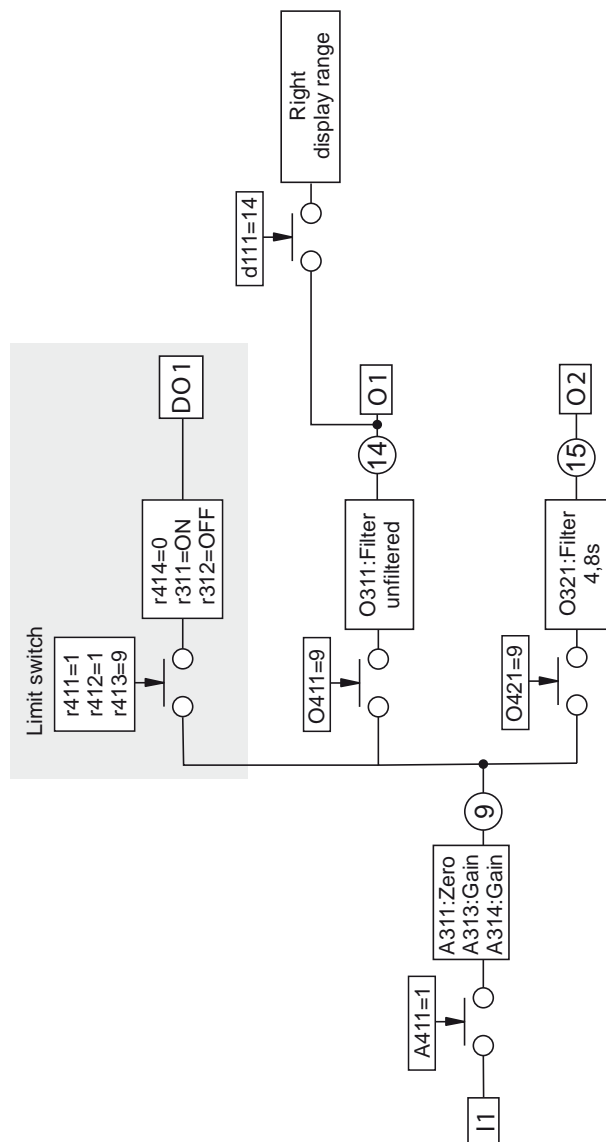 Limit switch
r411=1
r412=1
r413=9
r414=0
r311=ON
r312=OFF
DO1
d111=14
Right
display range
I1
A411=1
A311:Zero
A313:Gain
A314:Gain
9
O411=9
O311:Filter
unfiltered
14
O1
O421=9
O321:Filter
4,8s
15
O2